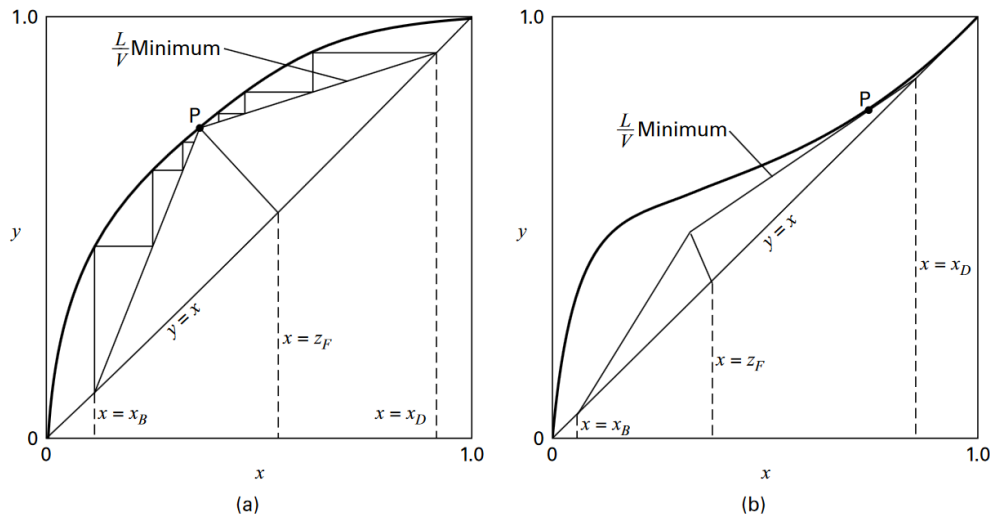 1.0
L/V Minimum
P
y
y = x
x = z_F
x = x_B
x = x_D
0
0
1.0
x
(a)
1.0
P
L/V Minimum
y
y = x
x = x_D
x = z_F
x = x_B
0
0
1.0
x
(b)